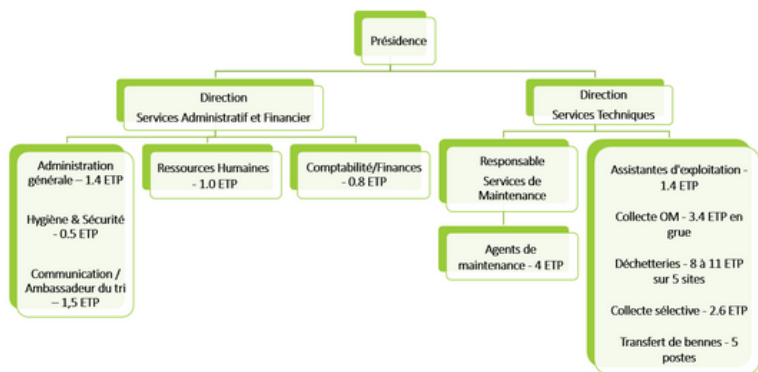 Présidence
Direction
Services Administratif et Financier
Direction
Services Techniques
Administration
générale – 1.4 ETP
Hygiène & Sécurité
- 0.5 ETP
Communication /
Ambassadeur du tri
– 1,5 ETP
Ressources Humaines
- 1.0 ETP
Comptabilité/Finances
- 0.8 ETP
Responsable
Services de
Maintenance
Agents de
maintenance - 4 ETP
Assistantes d'exploitation -
1.4 ETP
Collecte OM - 3.4 ETP en
grue
Déchetteries - 8 à 11 ETP
sur 5 sites
Collecte sélective - 2.6 ETP
Transfert de bennes - 5
postes